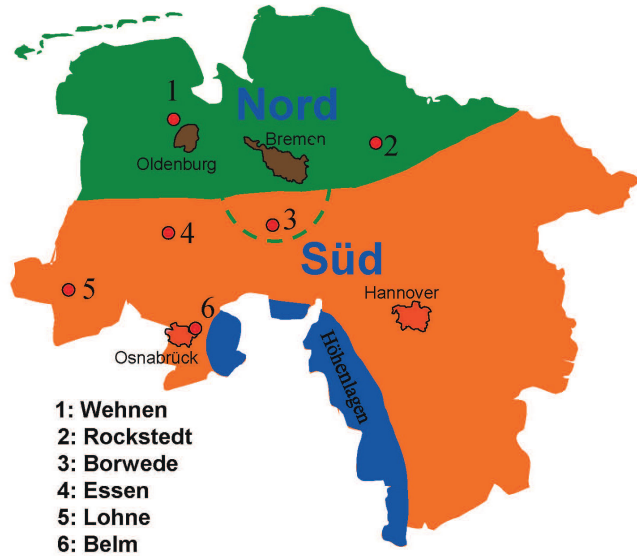 1
Nord
Bremen
2
Oldenburg
3
4
Süd
5
Hannover
6
Osnabrück
Höhenlagen
1: Wehnen
2: Rockstedt
3: Borwede
4: Essen
5: Lohne
6: Belm